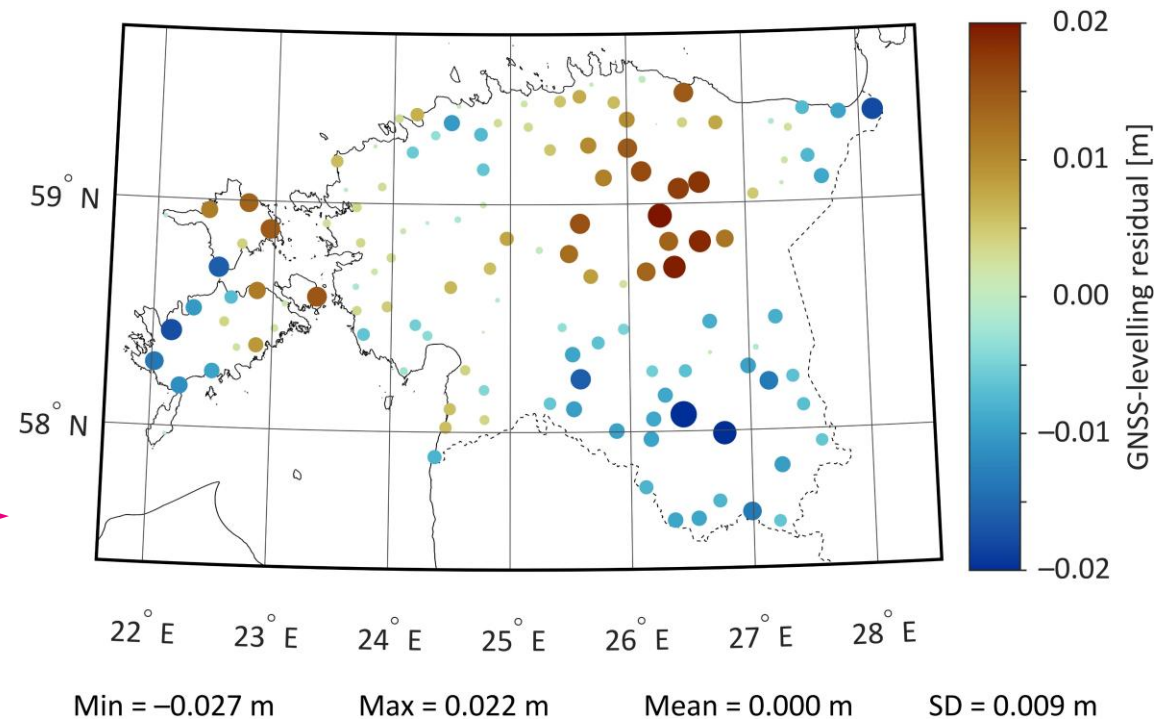 0.02
0.01
0.00
−0.01
−0.02
GNSS-levelling residual [m]
59° N
58° N
22° E 23° E 24° E 25° E 26° E 27° E 28° E
Min = −0.027 m Max = 0.022 m Mean = 0.000 m SD = 0.009 m